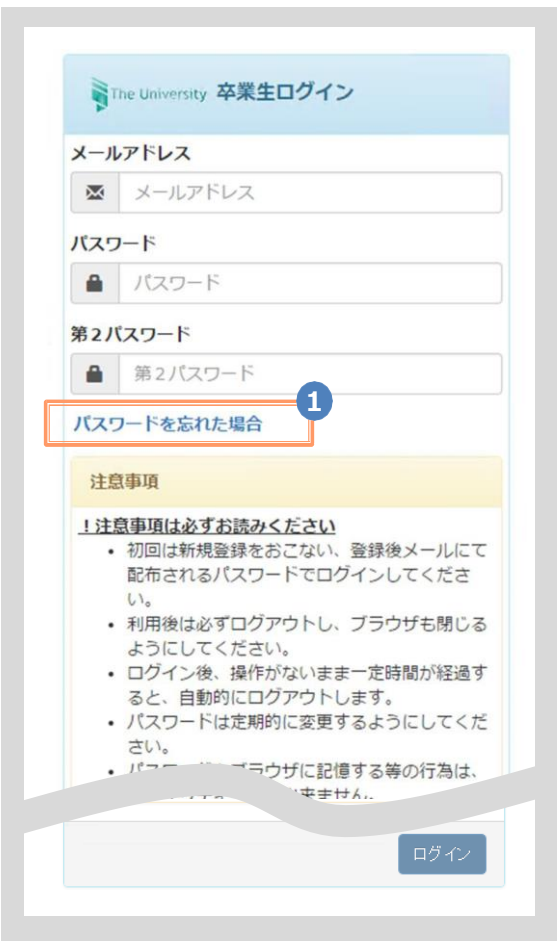 The University 卒業生ログイン
メールアドレス
メールアドレス
パスワード
パスワード
第2パスワード
第2パスワード
1
パスワードを忘れた場合
注意事項
!注意事項は必ずお読みください
• 初回は新規登録をおこない、登録後メールにて
配布されるパスワードでログインしてくださ
い。
• 利用後は必ずログアウトし、ブラウザも閉じる
ようにしてください。
• ログイン後、操作がないまま一定時間が経過す
ると、自動的にログアウトします。
• パスワードは定期的に変更するようにしてくだ
さい。
• ブラウザに記憶する等の行為は、
来ません。
ログイン